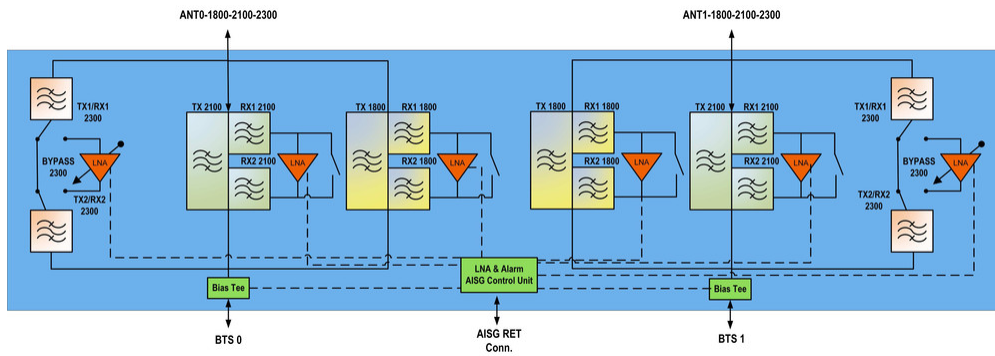 ANT0-1800-2100-2300
ANT1-1800-2100-2300
TX1/RX1
2300
BYPASS
2300
LNA
TX2/RX2
2300
TX 2100
RX1 2100
RX2 2100
LNA
TX 1800
RX1 1800
RX2 1800
LNA
TX 1800
RX1 1800
RX2 1800
LNA
TX 2100
RX1 2100
RX2 2100
LNA
TX1/RX1
2300
BYPASS
2300
LNA
TX2/RX2
2300
LNA & Alarm
AISG Control Unit
Bias Tee
Bias Tee
BTS 0
AISG RET
Conn.
BTS 1